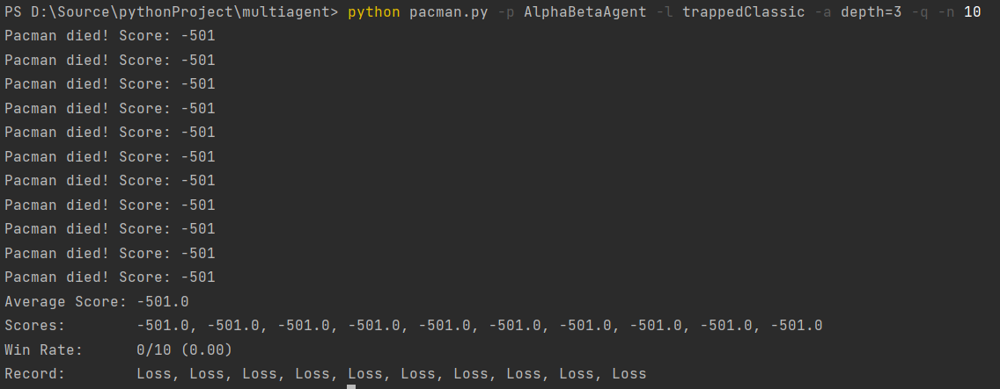 PS D:\Source\pythonProject\multiagent> python pacman.py -p AlphaBetaAgent -l trappedClassic -a depth=3 -q -n 10
Pacman died! Score: -501
Pacman died! Score: -501
Pacman died! Score: -501
Pacman died! Score: -501
Pacman died! Score: -501
Pacman died! Score: -501
Pacman died! Score: -501
Pacman died! Score: -501
Pacman died! Score: -501
Pacman died! Score: -501
Pacman died! Score: -501
Average Score: -501.0
Scores:        -501.0, -501.0, -501.0, -501.0, -501.0, -501.0, -501.0, -501.0, -501.0, -501.0
Win Rate:      0/10 (0.00)
Record:        Loss, Loss, Loss, Loss, Loss, Loss, Loss, Loss, Loss, Loss